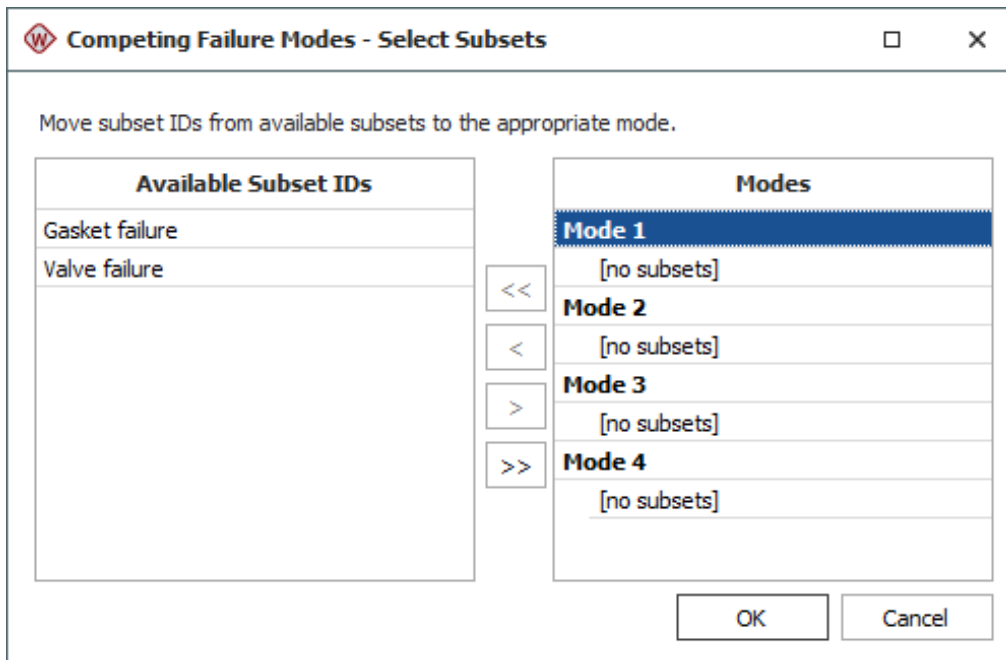 W Competing Failure Modes - Select Subsets
Move subset IDs from available subsets to the appropriate mode.
Available Subset IDs
Gasket failure
Valve failure
<<
<
>
>>
Modes
Mode 1
[no subsets]
Mode 2
[no subsets]
Mode 3
[no subsets]
Mode 4
[no subsets]
OK
Cancel